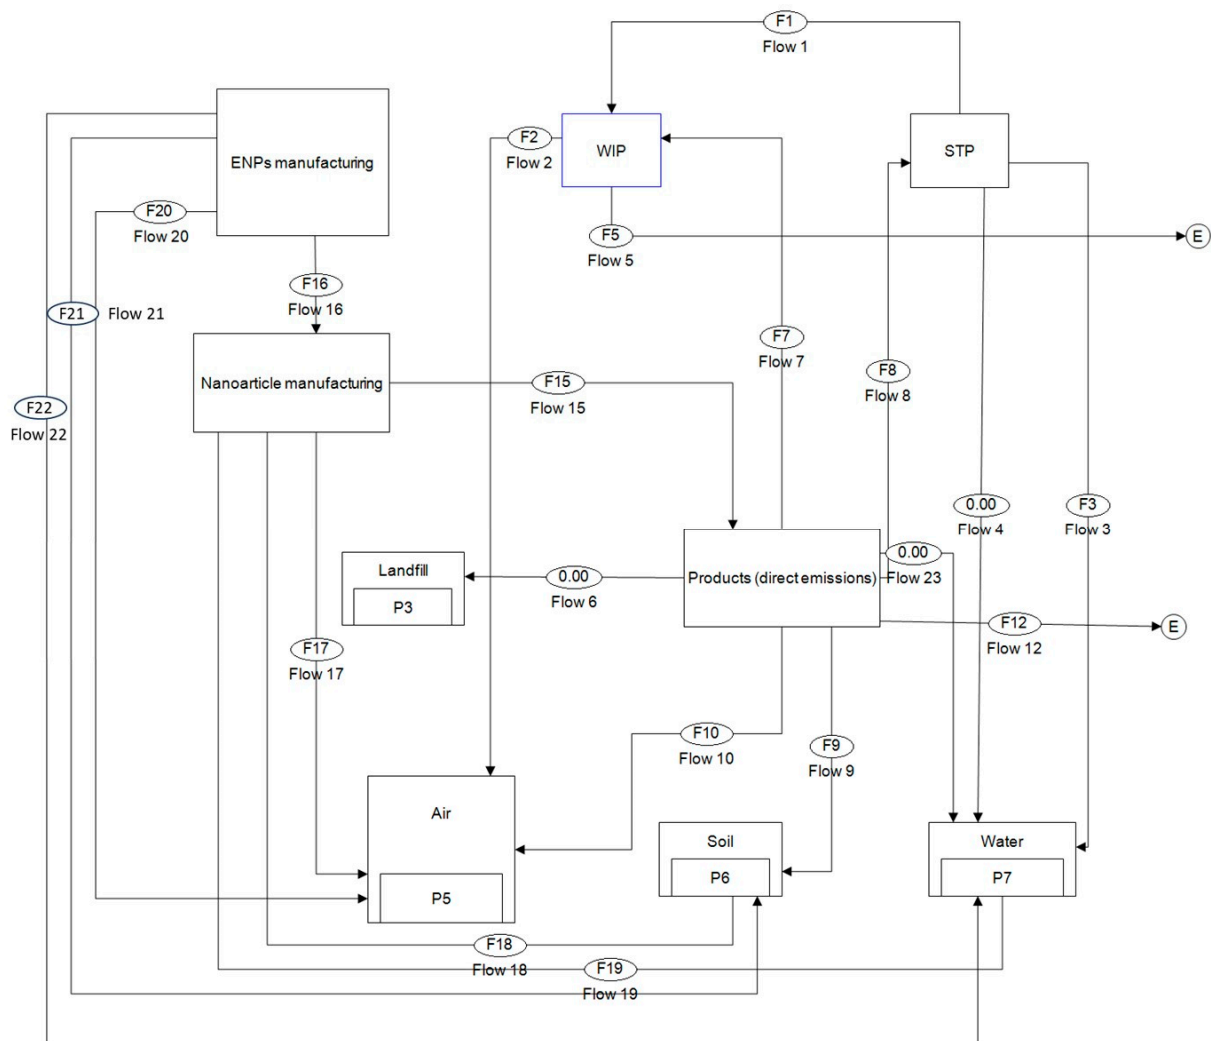 F1
Flow 1
F2
Flow 2
WIP
STP
ENPs manufacturing
F20
Flow 20
F5
Flow 5
E
F16
Flow 16
F21
Flow 21
F7
Flow 7
Nanoarticle manufacturing
F15
Flow 15
F8
Flow 8
F22
Flow 22
0.00
Flow 4
F3
Flow 3
Landfill
P3
0.00
Flow 6
Products (direct emissions)
0.00
Flow 23
F12
Flow 12
E
F17
Flow 17
F10
Flow 10
F9
Flow 9
Air
P5
Soil
P6
Water
P7
F18
Flow 18
F19
Flow 19